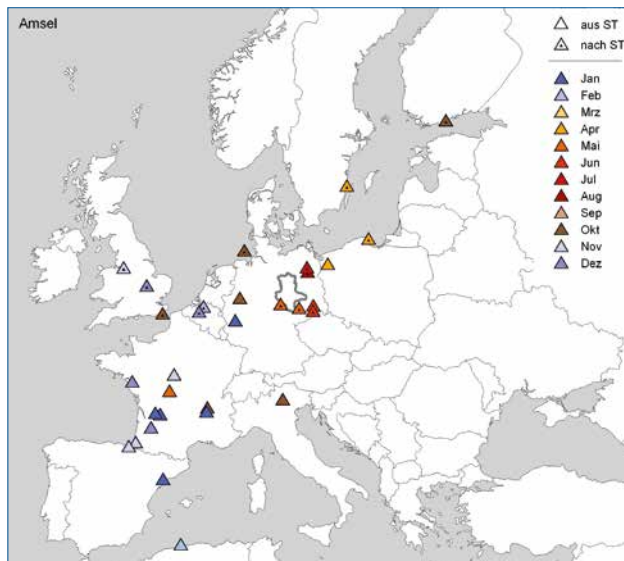 Amsel
aus ST
nach ST
Jan
Feb
Mrz
Apr
Mai
Jun
Jul
Aug
Sep
Okt
Nov
Dez